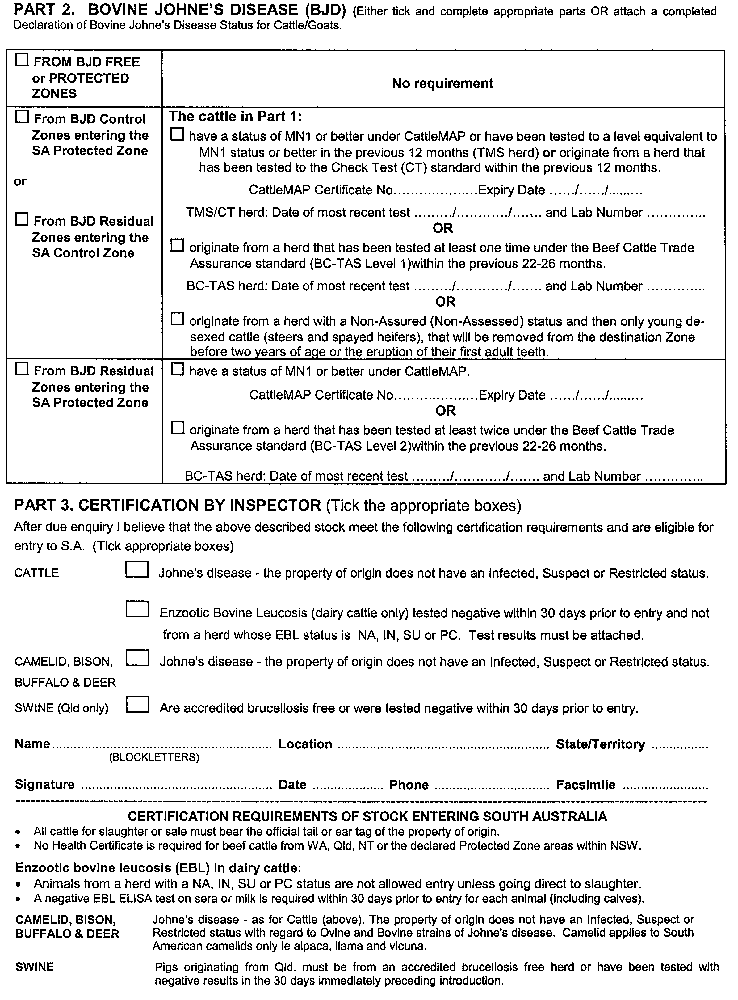 PART 2. BOVINE JOHNE'S DISEASE (BJD) (Either tick and complete appropriate parts OR attach a completed
Declaration of Bovine Johne's Disease Status for Cattle/Goats.
FROM BJD FREE
or PROTECTED
ZONES
No requirement
From BJD Control
Zones entering the
SA Protected Zone
or
From BJD Residual
Zones entering the
SA Control Zone
The cattle in Part 1:
have a status of MN1 or better under CattleMAP or have been tested to a level equivalent to
MN1 status or better in the previous 12 months (TMS herd) or originate from a herd that
has been tested to the Check Test (CT) standard within the previous 12 months.
CattleMAP Certificate No....................Expiry Date ....../....../.........
TMS/CT herd: Date of most recent test ........./............/....... and Lab Number ..............
OR
originate from a herd that has been tested at least one time under the Beef Cattle Trade
Assurance standard (BC-TAS Level 1)within the previous 22-26 months.
BC-TAS herd: Date of most recent test ........./............/....... and Lab Number ..............
OR
originate from a herd with a Non-Assured (Non-Assessed) status and then only young de-
sexed cattle (steers and spayed heifers), that will be removed from the destination Zone
before two years of age or the eruption of their first adult teeth.
From BJD Residual
Zones entering the
SA Protected Zone
have a status of MN1 or better under CattleMAP.
CattleMAP Certificate No....................Expiry Date ....../....../.........
OR
originate from a herd that has been tested at least twice under the Beef Cattle Trade
Assurance standard (BC-TAS Level 2)within the previous 22-26 months.
BC-TAS herd: Date of most recent test ........./............/....... and Lab Number ..............
PART 3. CERTIFICATION BY INSPECTOR (Tick the appropriate boxes)
After due enquiry I believe that the above described stock meet the following certification requirements and are eligible for
entry to S.A. (Tick appropriate boxes)
CATTLE Johne's disease - the property of origin does not have an Infected, Suspect or Restricted status.
Enzootic Bovine Leucosis (dairy cattle only) tested negative within 30 days prior to entry and not
from a herd whose EBL status is NA, IN, SU or PC. Test results must be attached.
CAMELID, BISON, Johne's disease - the property of origin does not have an Infected, Suspect or Restricted status.
BUFFALO & DEER
SWINE (Qld only) Are accredited brucellosis free or were tested negative within 30 days prior to entry.
Name............................................................. Location ........................................................... State/Territory ................
(BLOCKLETTERS)
Signature ..................................................... Date .................... Phone ................................ Facsimile ........................
CERTIFICATION REQUIREMENTS OF STOCK ENTERING SOUTH AUSTRALIA
• All cattle for slaughter or sale must bear the official tail or ear tag of the property of origin.
• No Health Certificate is required for beef cattle from WA, Qld, NT or the declared Protected Zone areas within NSW.
Enzootic bovine leucosis (EBL) in dairy cattle:
• Animals from a herd with a NA, IN, SU or PC status are not allowed entry unless going direct to slaughter.
• A negative EBL ELISA test on sera or milk is required within 30 days prior to entry for each animal (including calves).
CAMELID, BISON, Johne's disease - as for Cattle (above). The property of origin does not have an Infected, Suspect or
BUFFALO & DEER Restricted status with regard to Ovine and Bovine strains of Johne's disease. Camelid applies to South
American camelids only ie alpaca, llama and vicuna.
SWINE Pigs originating from Qld. must be from an accredited brucellosis free herd or have been tested with
negative results in the 30 days immediately preceding introduction.